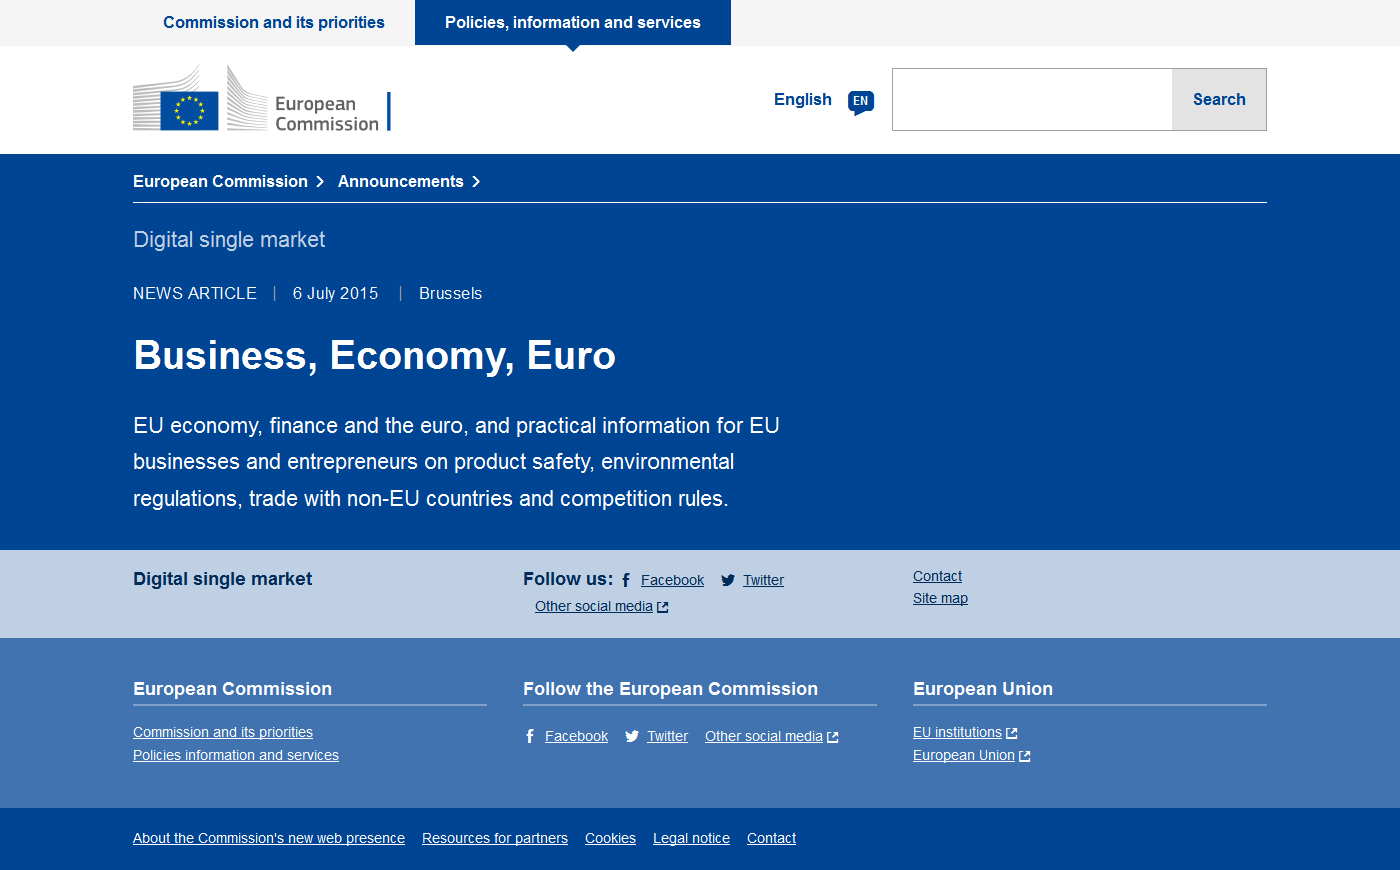 Commission and its priorities
Policies, information and services
European
Commission
English
EN
Search
European Commission
Announcements
Digital single market
NEWS ARTICLE | 6 July 2015 | Brussels
Business, Economy, Euro
EU economy, finance and the euro, and practical information for EU
businesses and entrepreneurs on product safety, environmental
regulations, trade with non-EU countries and competition rules.
Digital single market
Follow us: Facebook Twitter
Other social media
Contact
Site map
European Commission
Commission and its priorities
Policies information and services
Follow the European Commission
Facebook Twitter Other social media
European Union
EU institutions
European Union
About the Commission's new web presence Resources for partners Cookies Legal notice Contact